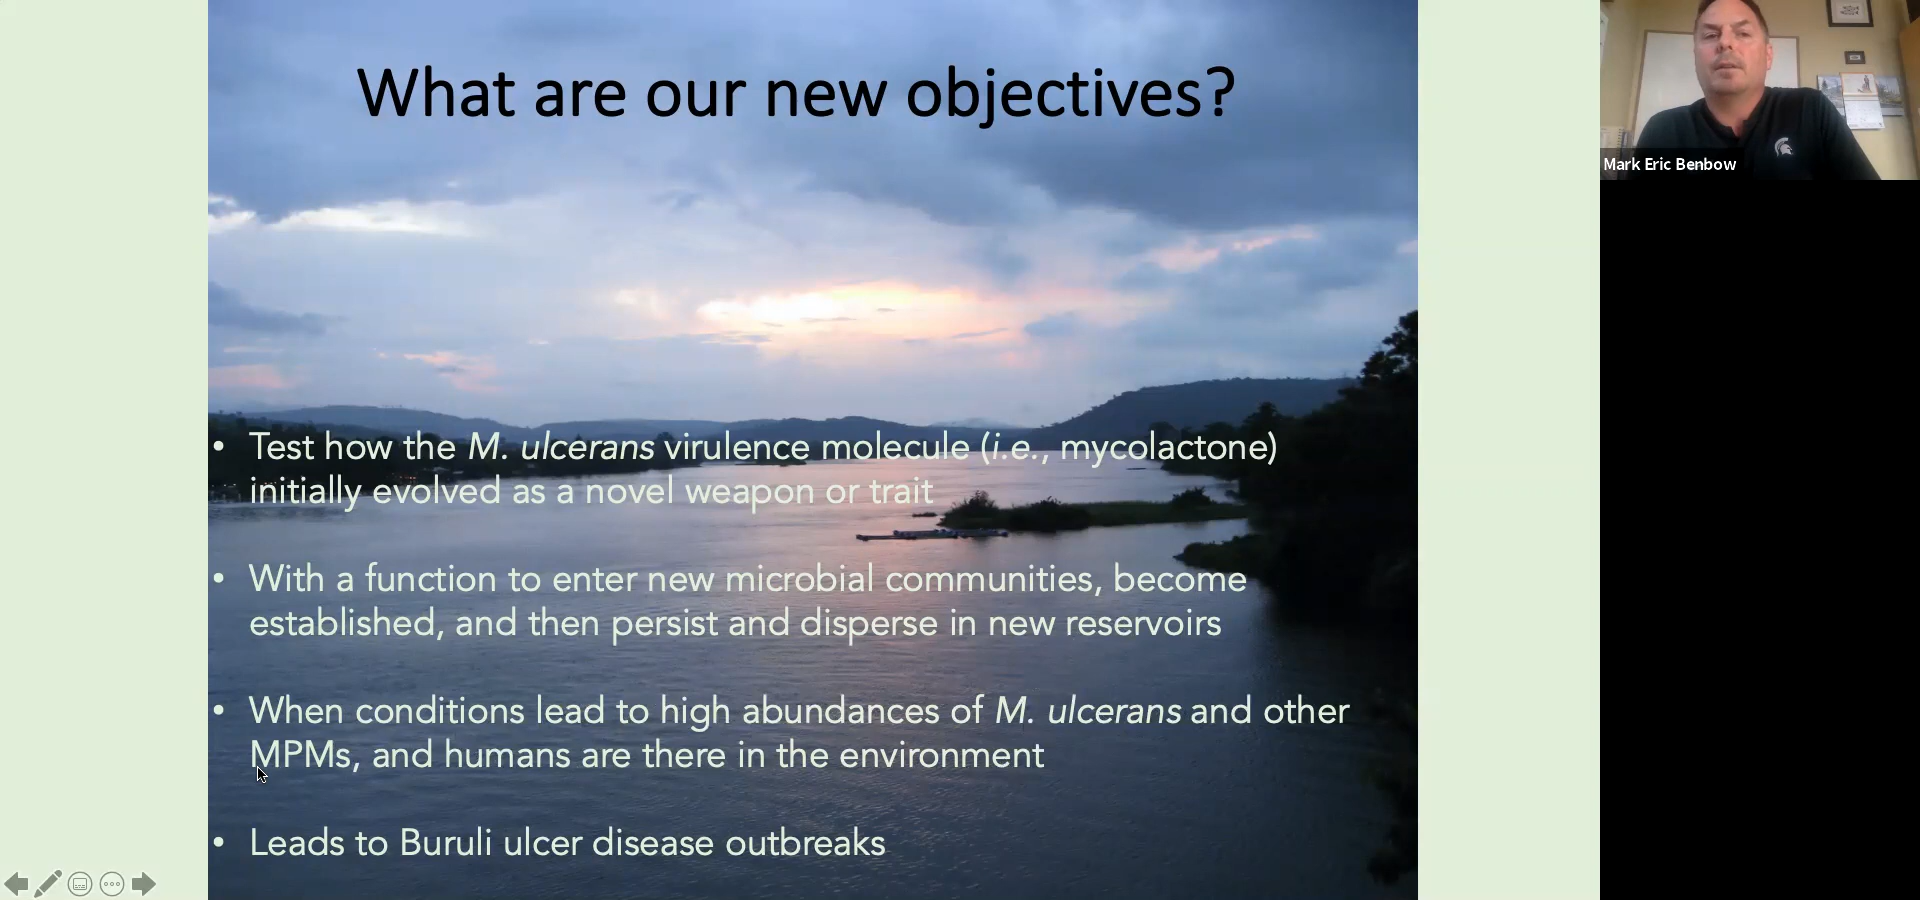 What are our new objectives?
• Test how the M. ulcerans virulence molecule (i.e., mycolactone)
initially evolved as a novel weapon or trait
• With a function to enter new microbial communities, become
established, and then persist and disperse in new reservoirs
• When conditions lead to high abundances of M. ulcerans and other
MPMs, and humans are there in the environment
• Leads to Buruli ulcer disease outbreaks
Mark Eric Benbow